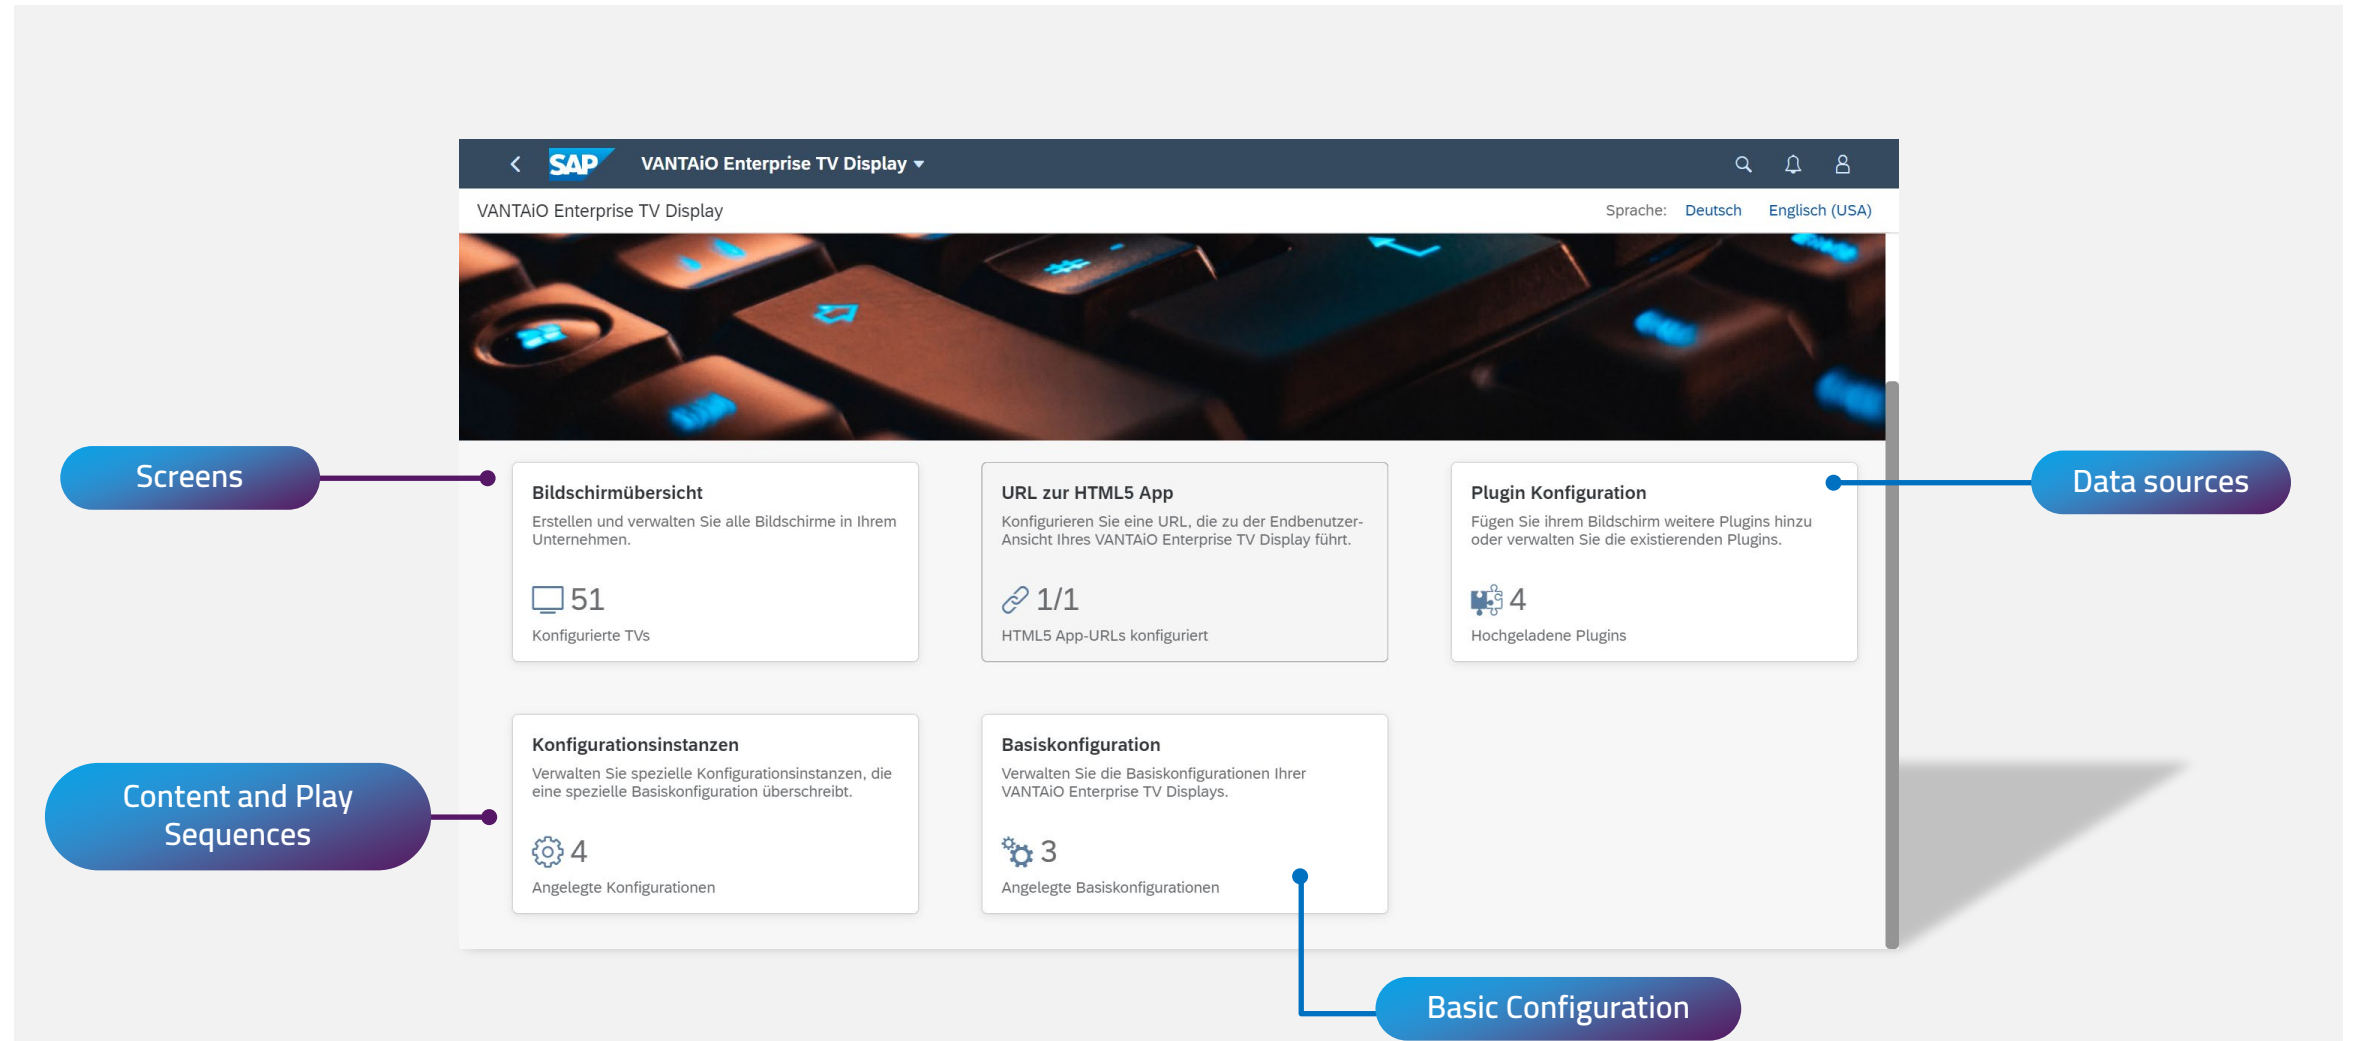 SAP
VANTAiO Enterprise TV Display
VANTAiO Enterprise TV Display
Sprache: Deutsch Englisch (USA)
Screens
Data sources
Bildschirmübersicht
Erstellen und verwalten Sie alle Bildschirme in Ihrem
Unternehmen.
51
Konfigurierte TVs
URL zur HTML5 App
Konfigurieren Sie eine URL, die zu der Endbenutzer-
Ansicht Ihres VANTAiO Enterprise TV Display führt.
1/1
HTML5 App-URLs konfiguriert
Plugin Konfiguration
Fügen Sie ihrem Bildschirm weitere Plugins hinzu
oder verwalten Sie die existierenden Plugins.
4
Hochgeladene Plugins
Content and Play
Sequences
Konfigurationsinstanzen
Verwalten Sie spezielle Konfigurationsinstanzen, die
eine spezielle Basiskonfiguration überschreibt.
4
Angelegte Konfigurationen
Basiskonfiguration
Verwalten Sie die Basiskonfigurationen Ihrer
VANTAiO Enterprise TV Displays.
3
Angelegte Basiskonfigurationen
Basic Configuration